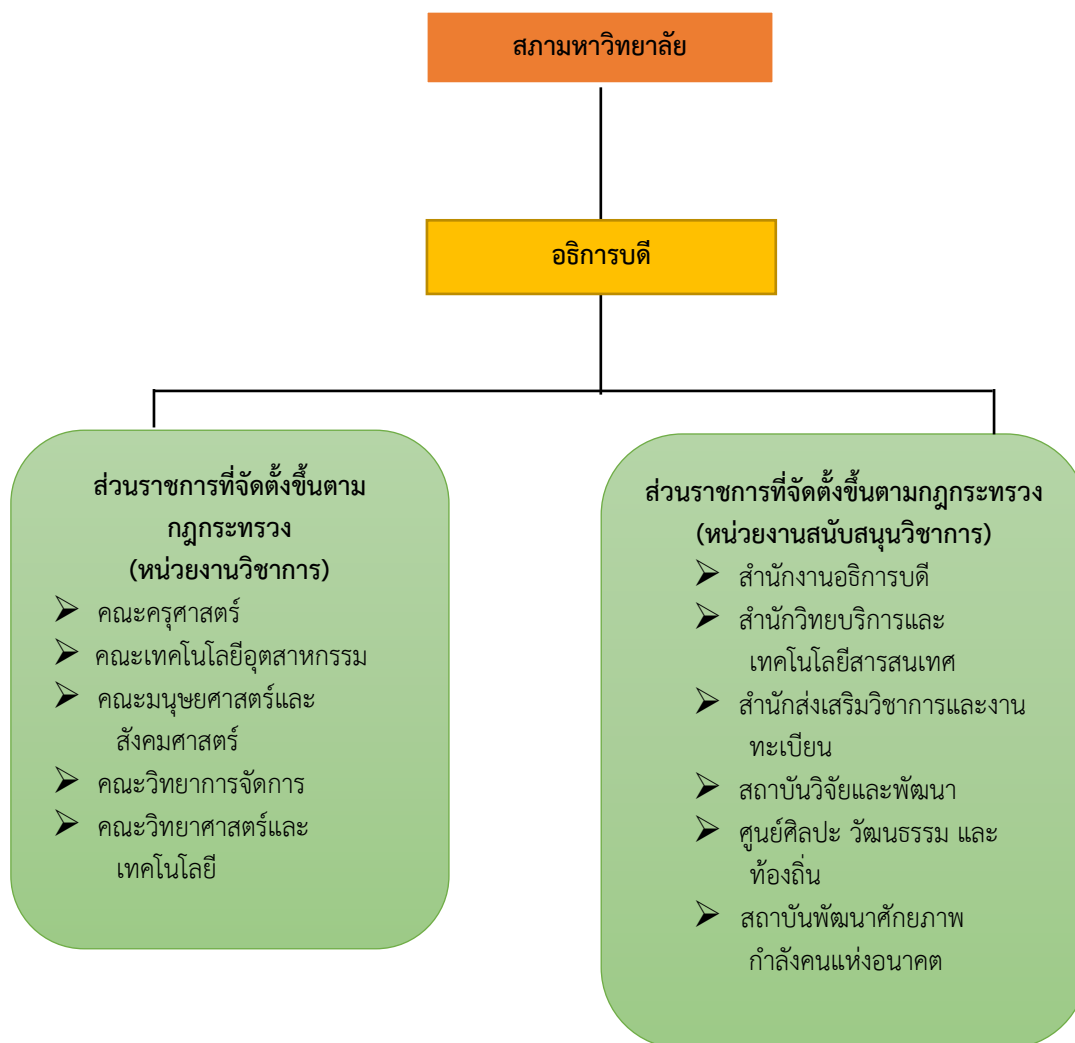 สภามหาวิทยาลัย
อธิการบดี
ส่วนราชการที่จัดตั้งขึ้นตาม
กฎกระทรวง
(หน่วยงานวิชาการ)
คณะครุศาสตร์
คณะเทคโนโลยีอุตสาหกรรม
คณะมนุษยศาสตร์และ
สังคมศาสตร์
คณะวิทยาการจัดการ
คณะวิทยาศาสตร์และ
เทคโนโลยี
ส่วนราชการที่จัดตั้งขึ้นตามกฎกระทรวง
(หน่วยงานสนับสนุนวิชาการ)
สำนักงานอธิการบดี
สำนักวิทยบริการและ
เทคโนโลยีสารสนเทศ
สำนักส่งเสริมวิชาการและงาน
ทะเบียน
สถาบันวิจัยและพัฒนา
ศูนย์ศิลปะ วัฒนธรรม และ
ท้องถิ่น
สถาบันพัฒนาศักยภาพ
กำลังคนแห่งอนาคต